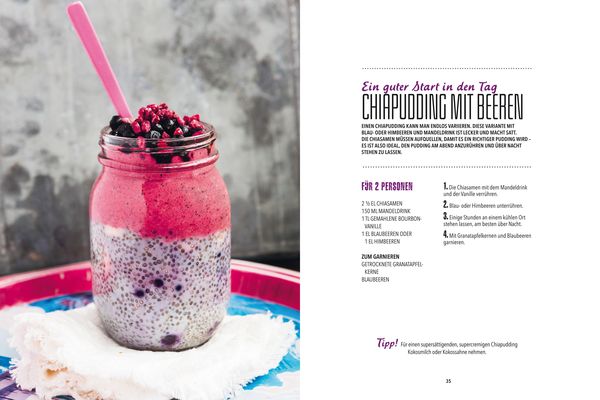 Ein guter Start in den Tag
CHIAPUDDING MIT BEEREN
EINEN CHIAPUDDING KANN MAN ENDLOS VARIIEREN. DIESE VARIANTE MIT
BLAU- ODER HIMBEEREN UND MANDELDRINK IST LECKER UND MACHT SATT.
DIE CHIASAMEN MÜSSEN AUFQUELLEN, DAMIT ES EIN RICHTIGER PUDDING WIRD –
ES IST ALSO IDEAL, DEN PUDDING AM ABEND ANZURÜHREN UND ÜBER NACHT
STEHEN ZU LASSEN.
FÜR 2 PERSONEN
2 ½ EL CHIASAMEN
150 ML MANDELDRINK
1 TL GEMAHLENE BOURBON-
VANILLE
1 EL BLAUBEEREN ODER
1 EL HIMBEEREN
ZUM GARNIEREN
GETROCKNETE GRANATAPFEL-
KERNE
BLAUBEEREN
1. Die Chiasamen mit dem Mandeldrink
und der Vanille verrühren.
2. Blau- oder Himbeeren unterrühren.
3. Einige Stunden an einem kühlen Ort
stehen lassen, am besten über Nacht.
4. Mit Granatapfelkernen und Blaubeeren
garnieren.
Tipp! Für einen supersättigenden, supercremigen Chiapudding
Kokosmilch oder Kokossahne nehmen.
35